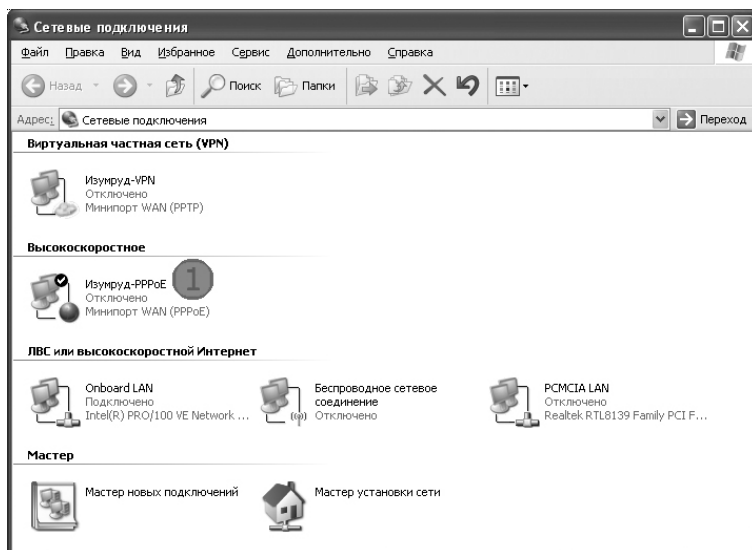 Сетевые подключения
Файл Правка Вид Избранное Сервис Дополнительно Справка
Назад Поиск Папки
Адрес: Сетевые подключения Переход
Виртуальная частная сеть (VPN)
Изумруд-VPN
Отключено
Минипорт WAN (PPTP)
Высокоскоростное
Изумруд-PPPoE
1
Отключено
Минипорт WAN (PPPoE)
ЛВС или высокоскоростной Интернет
Onboard LAN
Подключено
Intel(R) PRO/100 VE Network ...
Беспроводное сетевое
соединение
Отключено
PCMCIA LAN
Отключено
Realtek RTL8139 Family PCI F...
Мастер
Мастер новых подключений
Мастер установки сети